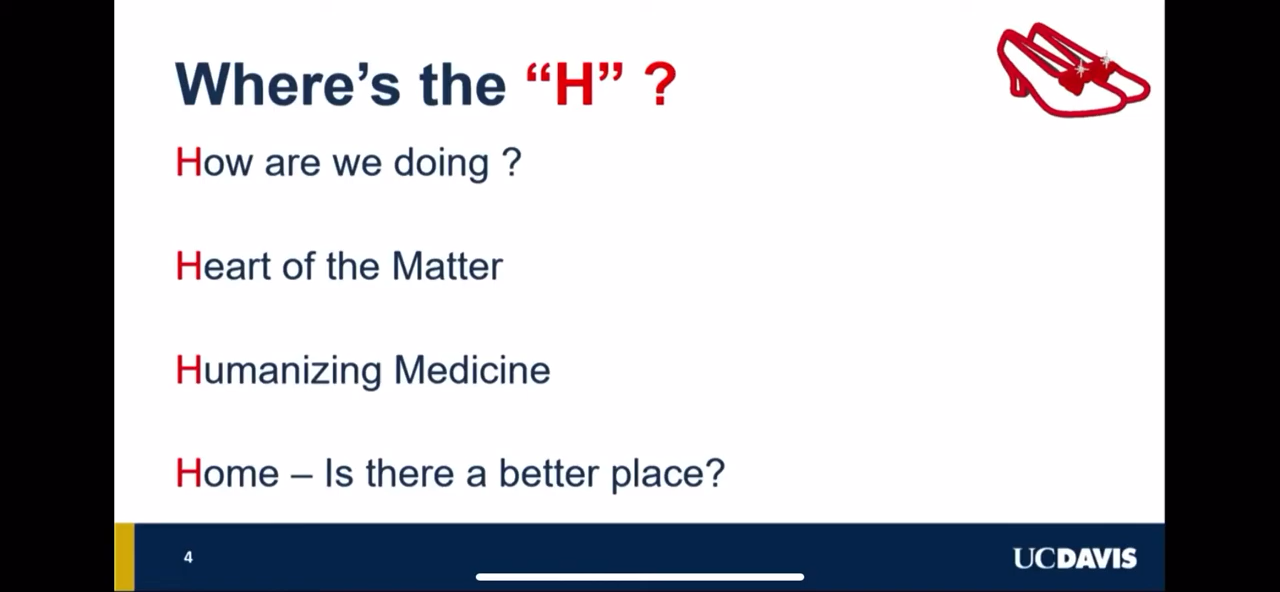 Where’s the “H” ?
How are we doing ?
Heart of the Matter
Humanizing Medicine
Home – Is there a better place?
4
UCDAVIS